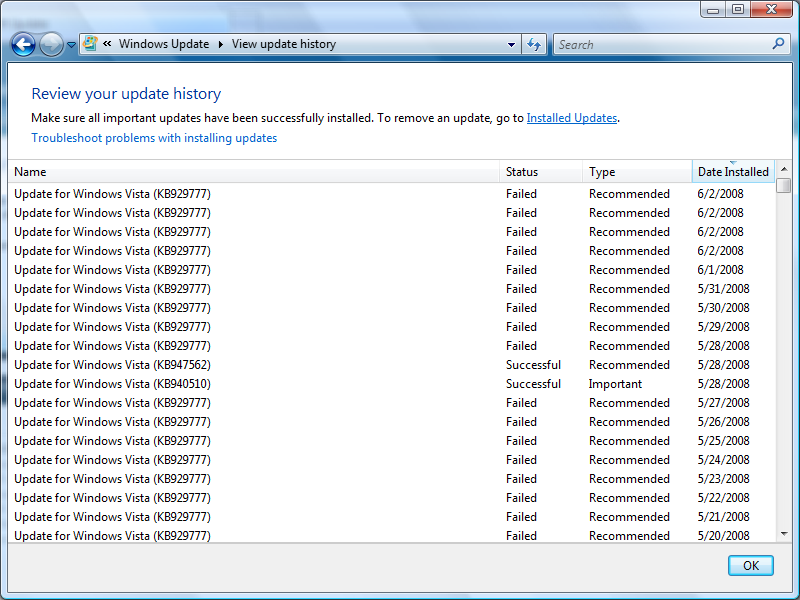 « Windows Update ▸ View update history Search
Review your update history
Make sure all important updates have been successfully installed. To remove an update, go to Installed Updates.
Troubleshoot problems with installing updates
Name Status Type Date Installed
Update for Windows Vista (KB929777) Failed Recommended 6/2/2008
Update for Windows Vista (KB929777) Failed Recommended 6/2/2008
Update for Windows Vista (KB929777) Failed Recommended 6/2/2008
Update for Windows Vista (KB929777) Failed Recommended 6/2/2008
Update for Windows Vista (KB929777) Failed Recommended 6/1/2008
Update for Windows Vista (KB929777) Failed Recommended 5/31/2008
Update for Windows Vista (KB929777) Failed Recommended 5/30/2008
Update for Windows Vista (KB929777) Failed Recommended 5/29/2008
Update for Windows Vista (KB929777) Failed Recommended 5/28/2008
Update for Windows Vista (KB947562) Successful Recommended 5/28/2008
Update for Windows Vista (KB940510) Successful Important 5/28/2008
Update for Windows Vista (KB929777) Failed Recommended 5/27/2008
Update for Windows Vista (KB929777) Failed Recommended 5/26/2008
Update for Windows Vista (KB929777) Failed Recommended 5/25/2008
Update for Windows Vista (KB929777) Failed Recommended 5/24/2008
Update for Windows Vista (KB929777) Failed Recommended 5/23/2008
Update for Windows Vista (KB929777) Failed Recommended 5/22/2008
Update for Windows Vista (KB929777) Failed Recommended 5/21/2008
Update for Windows Vista (KB929777) Failed Recommended 5/20/2008
OK